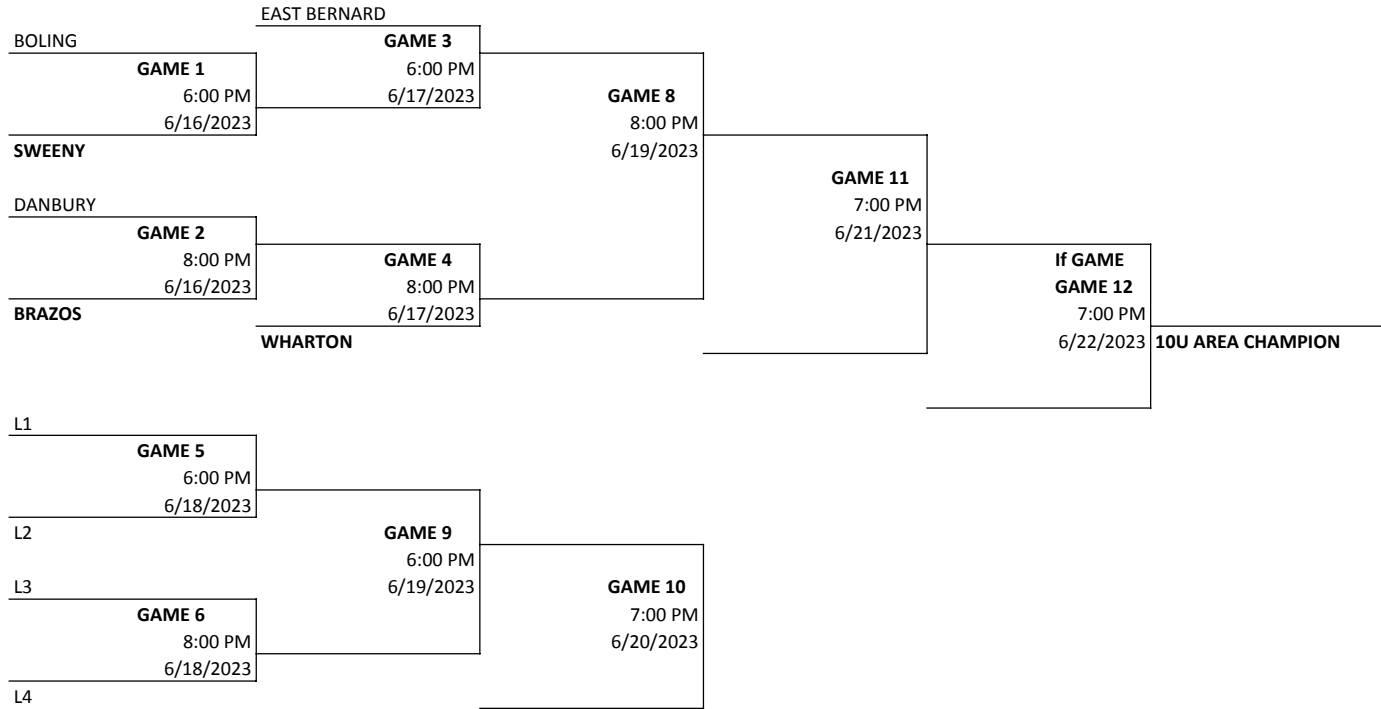 EAST BERNARD
BOLING
GAME 3
GAME 1
6:00 PM
6:00 PM
6/17/2023
GAME 8
6/16/2023
8:00 PM
SWEENY
6/19/2023
GAME 11
DANBURY
7:00 PM
GAME 2
6/21/2023
8:00 PM
GAME 4
If GAME
6/16/2023
8:00 PM
GAME 12
BRAZOS
6/17/2023
7:00 PM
WHARTON
6/22/2023
10U AREA CHAMPION
L1
GAME 5
6:00 PM
6/18/2023
L2
GAME 9
6:00 PM
L3
6/19/2023
GAME 10
GAME 6
7:00 PM
8:00 PM
6/20/2023
6/18/2023
L4